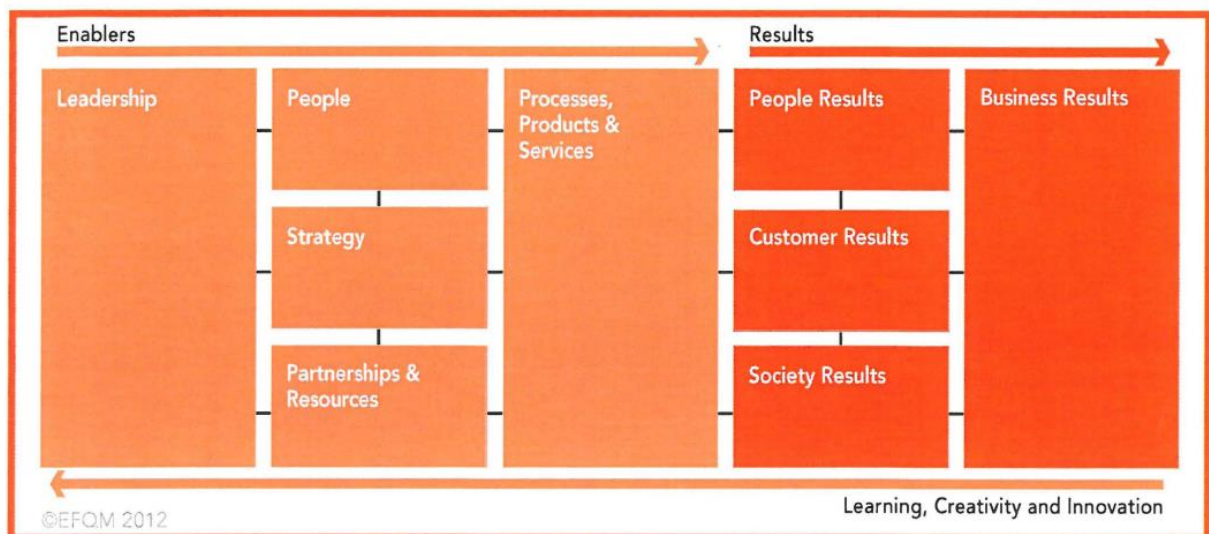 Enablers
Results
Leadership
People
Processes,
Products &
Services
People Results
Business Results
Strategy
Customer Results
Partnerships &
Resources
Society Results
Learning, Creativity and Innovation
©EFQM 2012